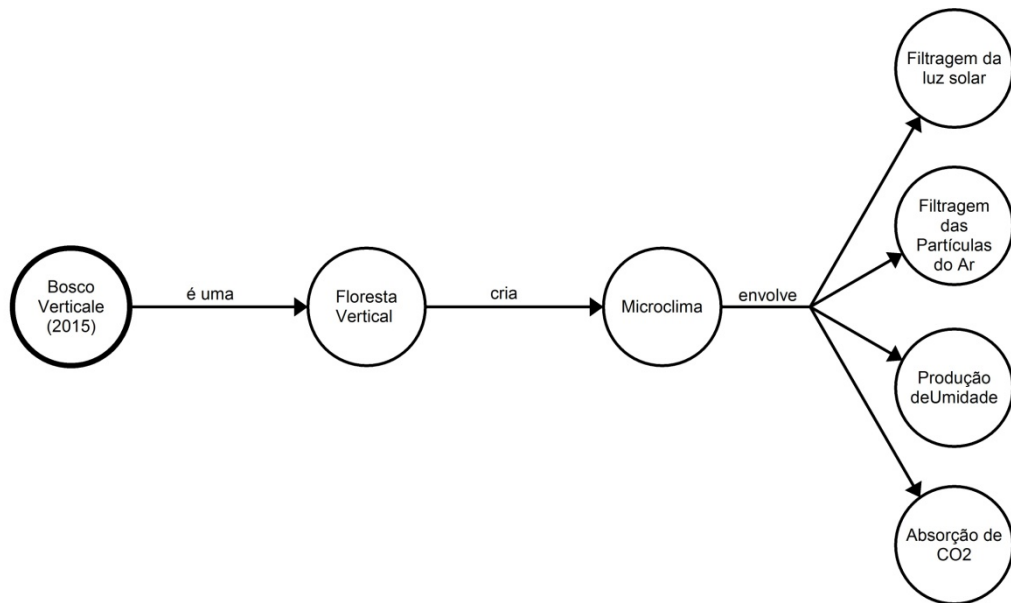 Bosco
Verticale
(2015)
é uma
Floresta
Vertical
cria
Microclima
envolve
Filtragem da
luz solar
Filtragem
das
Partículas
do Ar
Produção
deUmidade
Absorção de
CO2